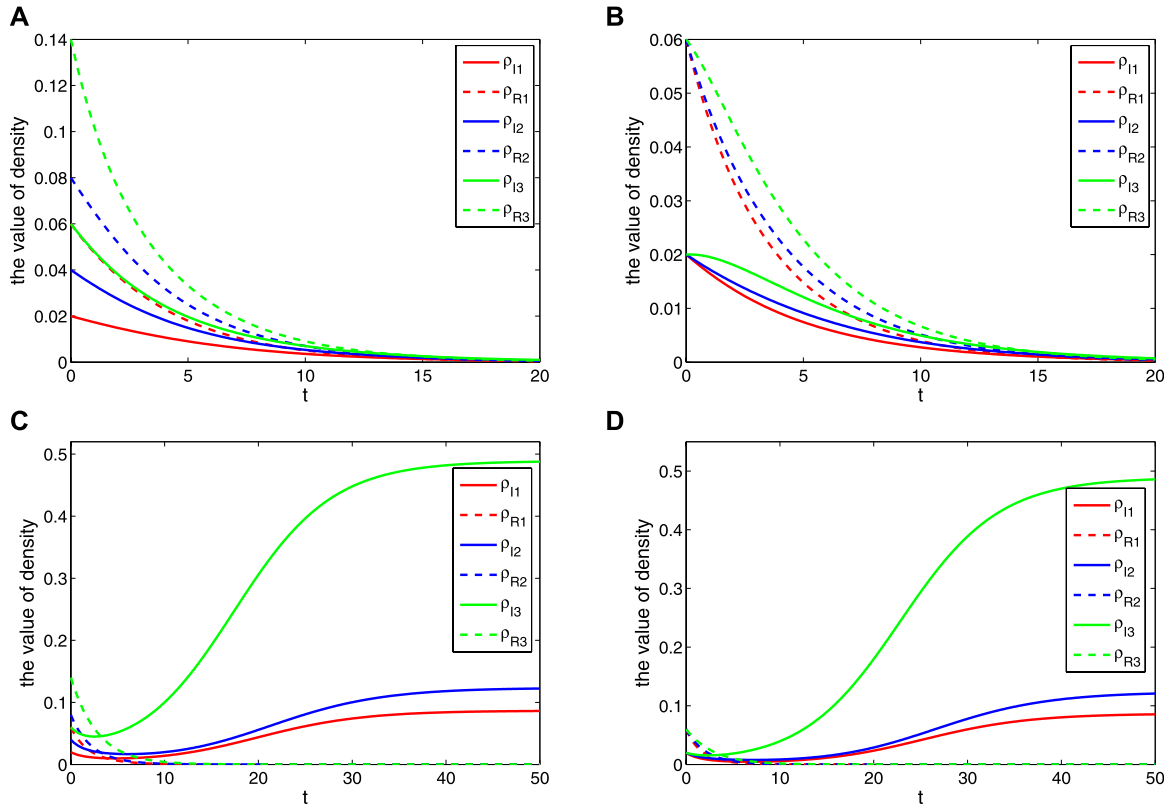 A
the value of density
0.14
0.12
0.1
0.08
0.06
0.04
0.02
0
0 5 10 15 20
t
ρI1
ρR1
ρI2
ρR2
ρI3
ρR3
B
the value of density
0.06
0.05
0.04
0.03
0.02
0.01
0
0 5 10 15 20
t
ρI1
ρR1
ρI2
ρR2
ρI3
ρR3
C
the value of density
0.5
0.4
0.3
0.2
0.1
0
0 10 20 30 40 50
t
ρI1
ρR1
ρI2
ρR2
ρI3
ρR3
D
the value of density
0.5
0.4
0.3
0.2
0.1
0
0 10 20 30 40 50
t
ρI1
ρR1
ρI2
ρR2
ρI3
ρR3